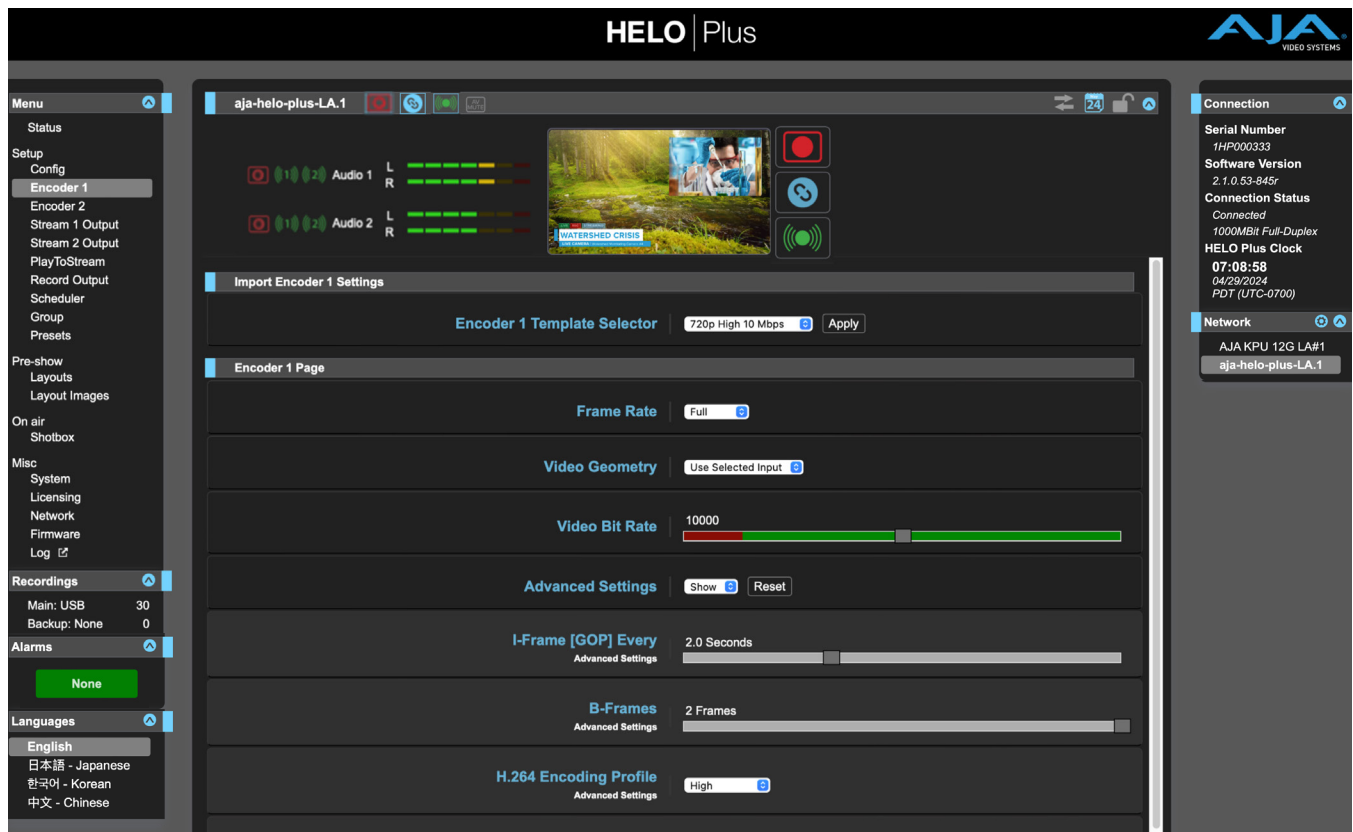 HELO Plus
AJA
VIDEO SYSTEMS
Menu
Status
Setup
Config
Encoder 1
Encoder 2
Stream 1 Output
Stream 2 Output
PlayToStream
Record Output
Scheduler
Group
Presets
Pre-show
Layouts
Layout Images
On air
Shotbox
Misc
System
Licensing
Network
Firmware
Log
Recordings
Main: USB 30
Backup: None 0
Alarms
None
Languages
English
日本語 - Japanese
한국어 - Korean
中文 - Chinese
aja-helo-plus-LA.1
AV MUTE
24
1 2 Audio 1 L
R
1 2 Audio 2 L
R
WATERSHED CRISIS
Import Encoder 1 Settings
Encoder 1 Template Selector 720p High 10 Mbps Apply
Encoder 1 Page
Frame Rate Full
Video Geometry Use Selected Input
Video Bit Rate 10000
Advanced Settings Show Reset
I-Frame [GOP] Every 2.0 Seconds
Advanced Settings
B-Frames 2 Frames
Advanced Settings
H.264 Encoding Profile High
Advanced Settings
Connection
Serial Number
1HP000333
Software Version
2.1.0.53-845r
Connection Status
Connected
1000MBit Full-Duplex
HELO Plus Clock
07:08:58
04/29/2024
PDT (UTC-0700)
Network
AJA KPU 12G LA#1
aja-helo-plus-LA.1